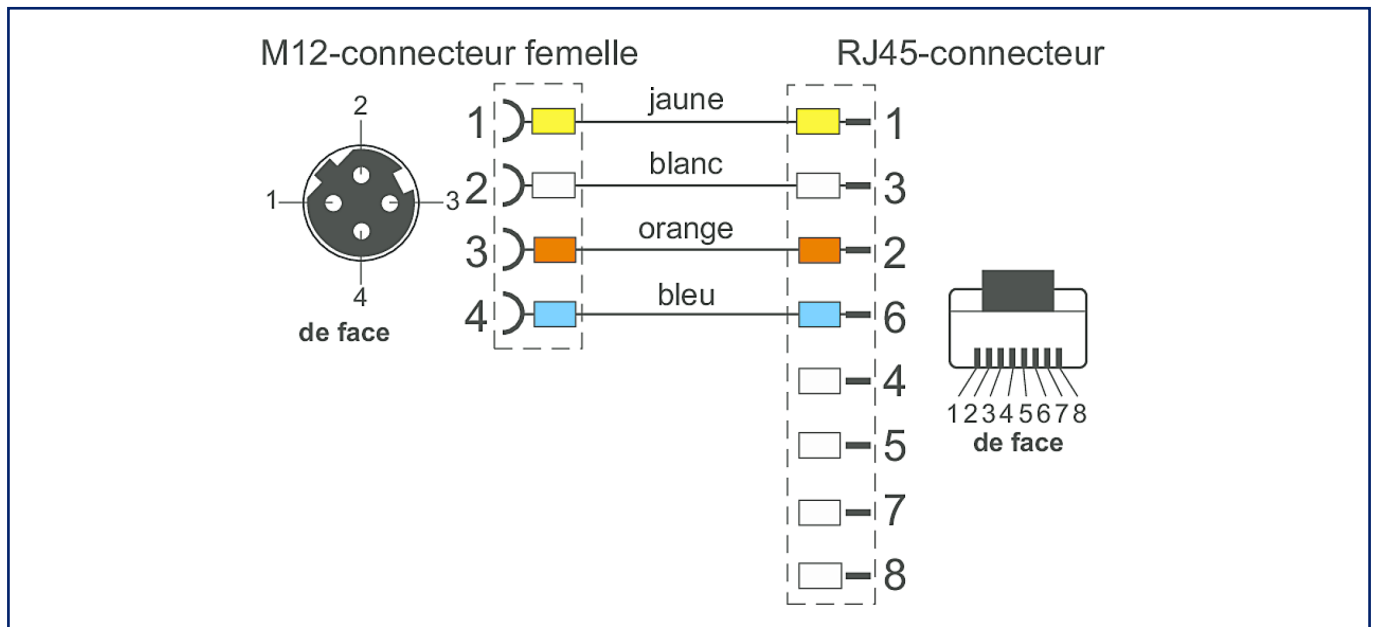 M12-connecteur femelle
RJ45-connecteur
2
1
3
4
de face
1 jaune 1
2 blanc 3
3 orange 2
4 bleu 6
4
5
7
8
12345678
de face